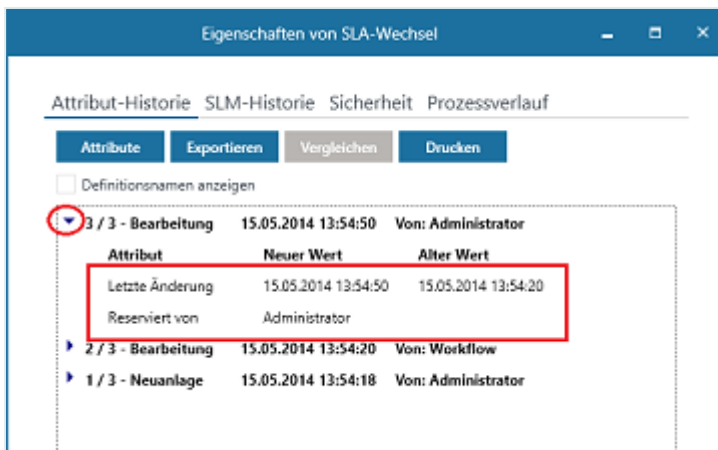 Eigenschaften von SLA-Wechsel
Attribut-Historie SLM-Historie Sicherheit Prozessverlauf
Attribute Exportieren Vergleichen Drucken
Definitionsnamen anzeigen
3 / 3 - Bearbeitung 15.05.2014 13:54:50 Von: Administrator
Attribut Neuer Wert Alter Wert
Letzte Änderung 15.05.2014 13:54:50 15.05.2014 13:54:20
Reserviert von Administrator
2 / 3 - Bearbeitung 15.05.2014 13:54:20 Von: Workflow
1 / 3 - Neuanlage 15.05.2014 13:54:18 Von: Administrator